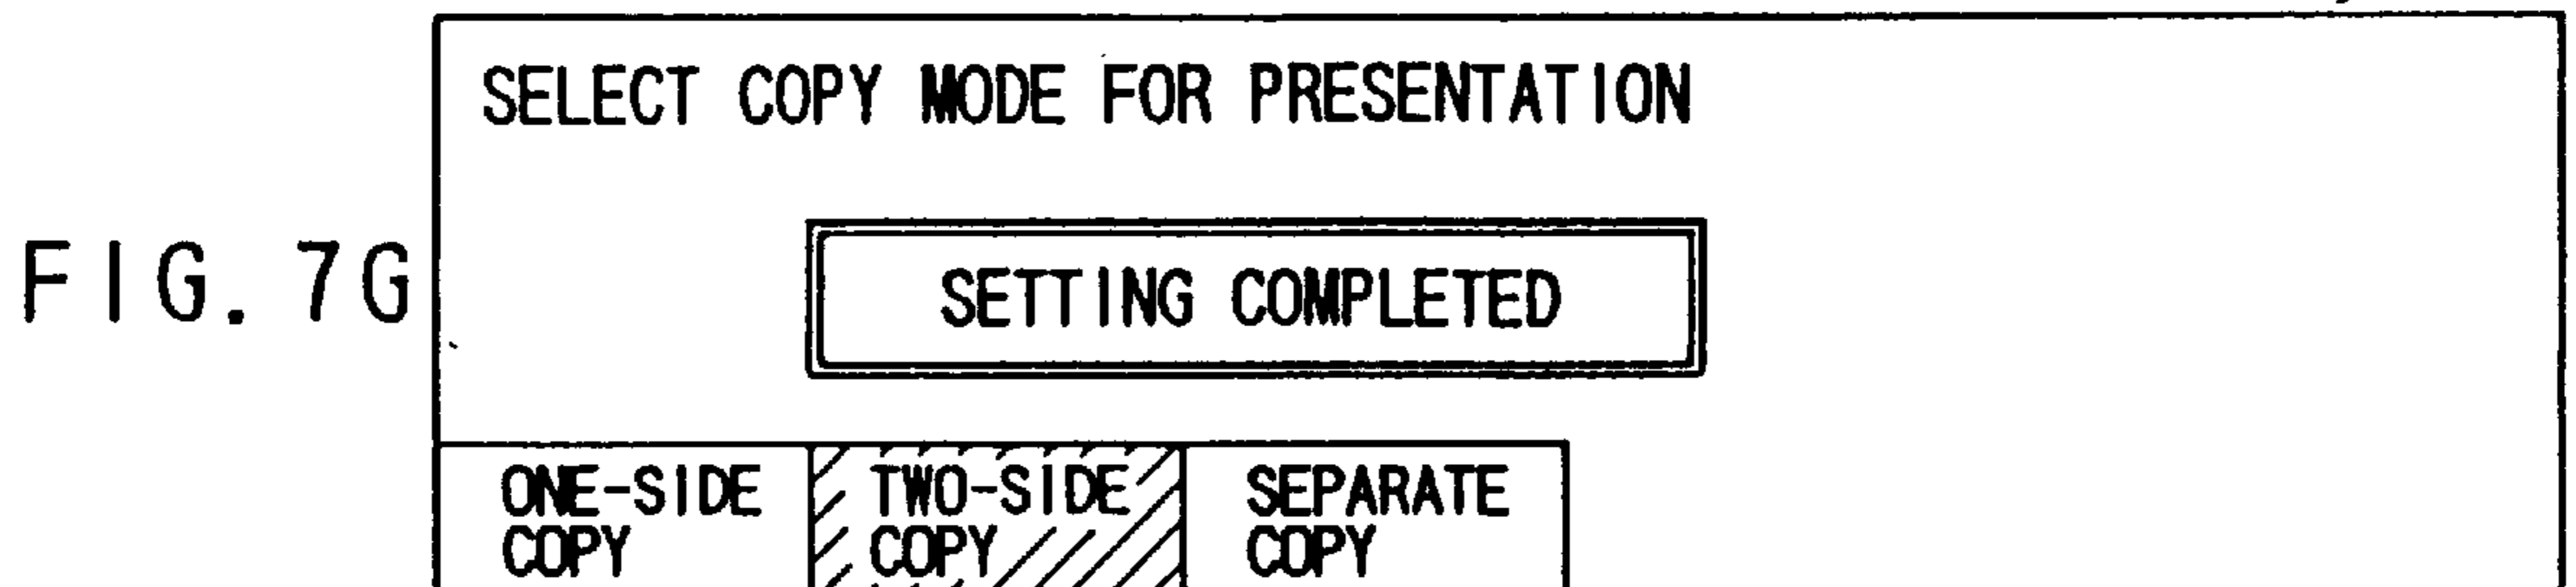 SELECT COPY MODE FOR PRESENTATION
FIG. 7G
SETTING COMPLETED
ONE-SIDE COPY
TWO-SIDE COPY
SEPARATE COPY